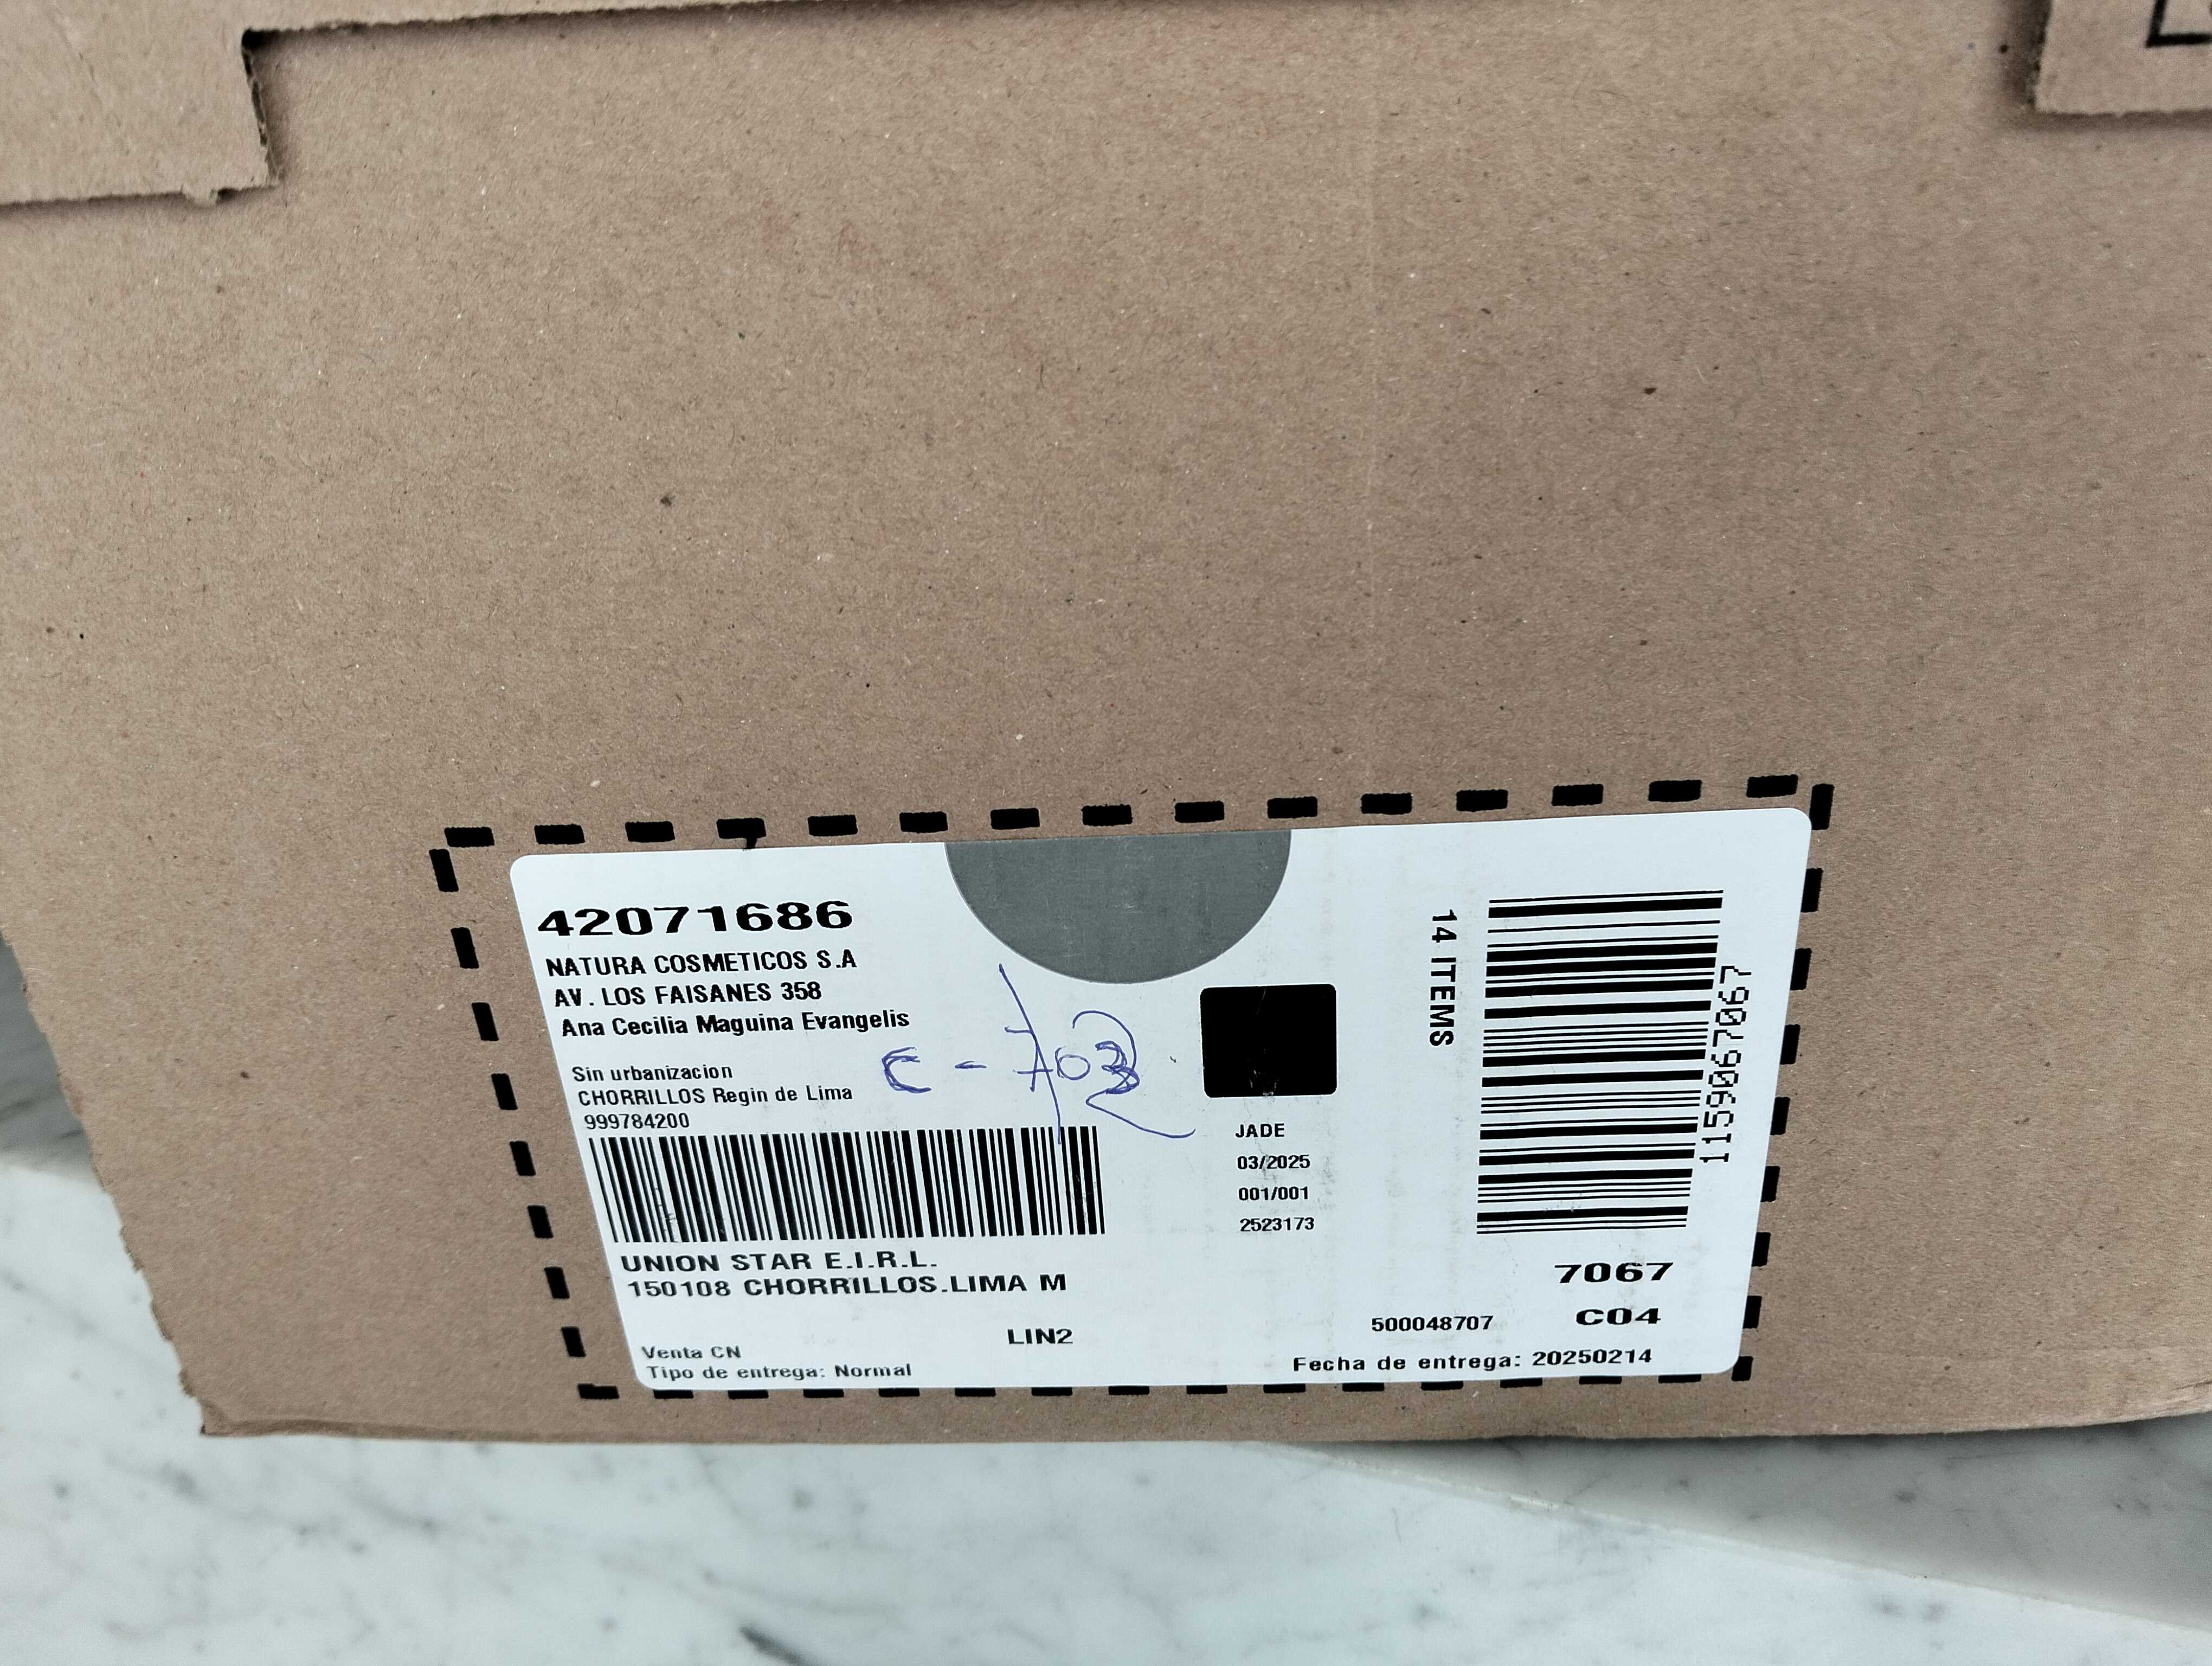 42071686
NATURA COSMETICOS S.A
AV. LOS FAISANES 358
Ana Cecilia Maguina Evangelis
Sin urbanizacion
CHORRILLOS Regin de Lima
999784200
C - 703
UNION STAR E.I.R.L.
150108 CHORRILLOS.LIMA M
LIN2
Venta CN
Tipo de entrega: Normal
JADE
03/2025
001/001
2523173
14 ITEMS
1159067067
7067
500048707 C04
Fecha de entrega: 20250214